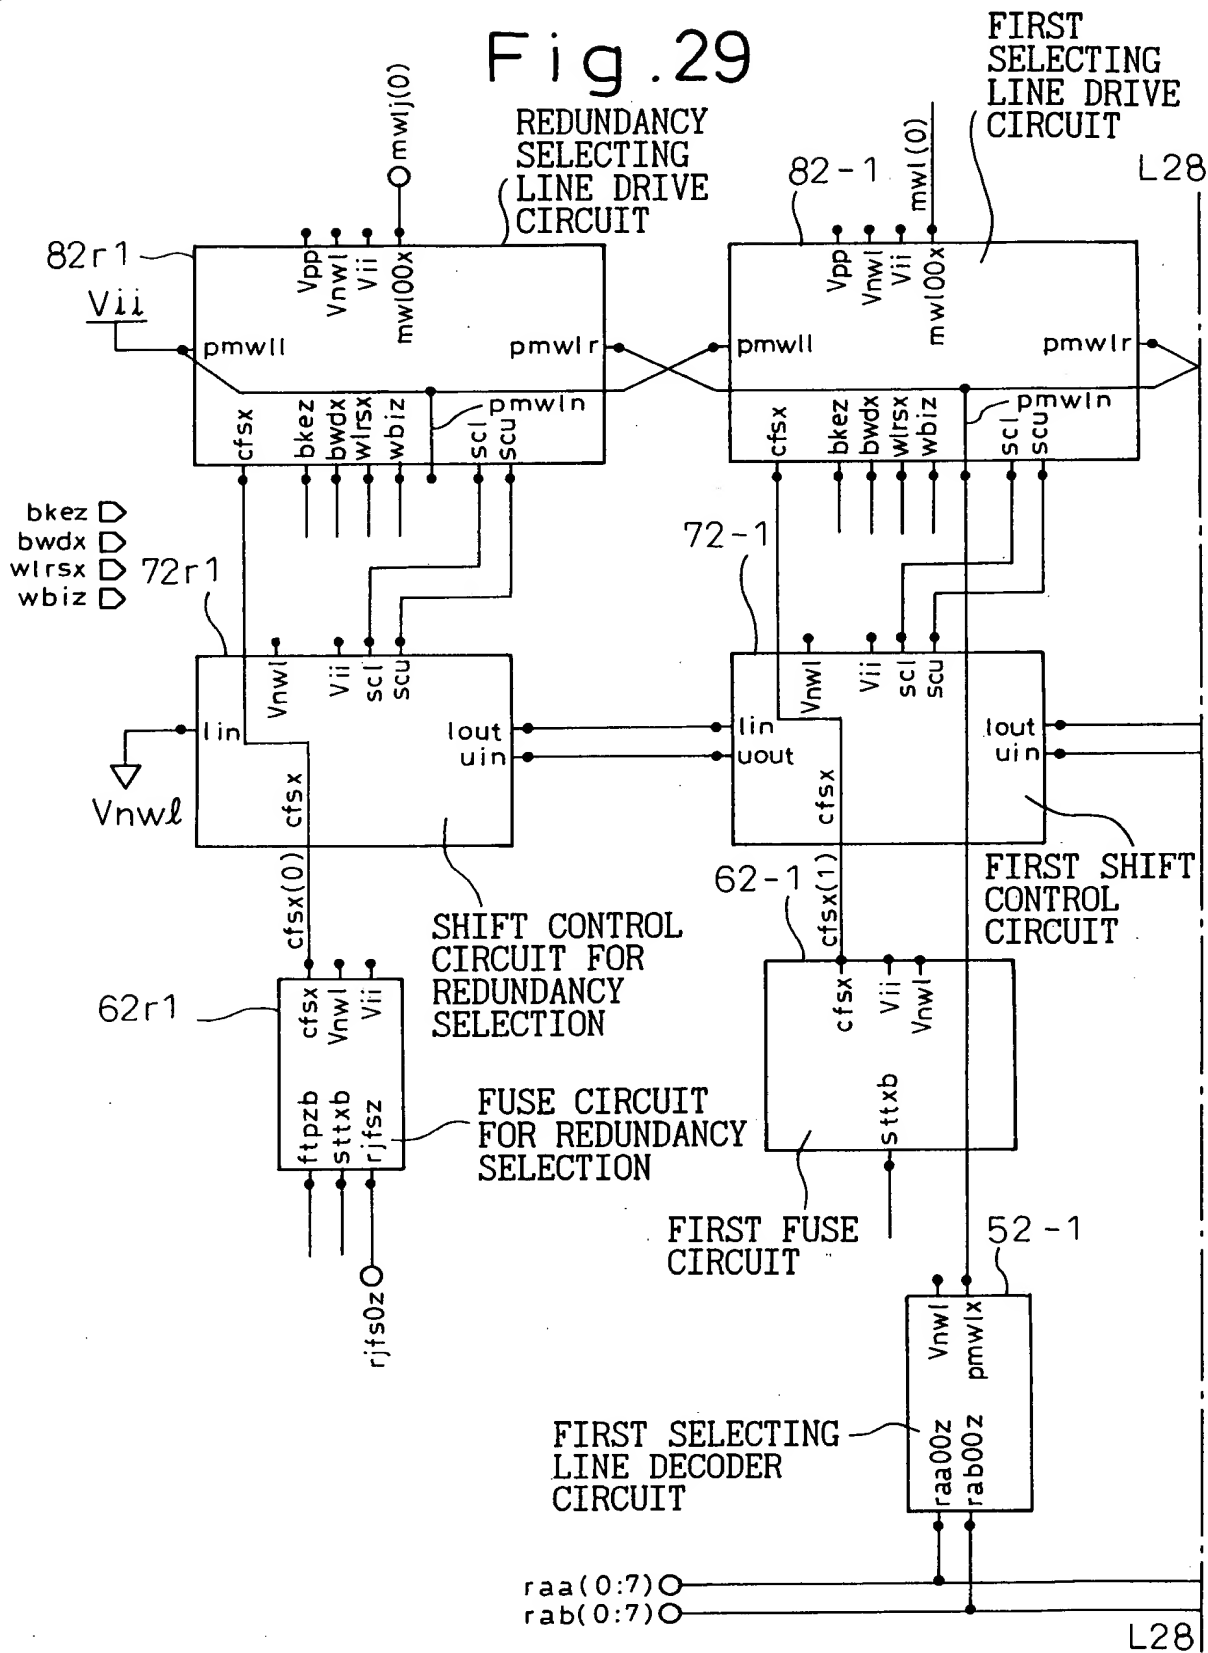 Fig.29
FIRST
SELECTING
LINE DRIVE
CIRCUIT
REDUNDANCY
SELECTING
LINE DRIVE
CIRCUIT
mwlj(0)
mwl(0)
82-1
L28
82r1
Vii
Vpp
Vnwl
Vii
mwl00x
pmwll
pmwlr
cfsx
bkez
bwdx
wlrsx
wbiz
pmwln
scl
scu
Vpp
Vnwl
Vii
mwl00x
pmwll
pmwlr
cfsx
bkez
bwdx
wlrsx
wbiz
pmwln
scl
scu
bkez
bwdx
wlrsx
wbiz
72r1
72-1
Vnwl
Vii
scl
scu
lin
lout
uin
cfsx
Vnwl
Vii
scl
scu
lin
uout
lout
uin
cfsx
Vnwl
cfsx(0)
SHIFT CONTROL
CIRCUIT FOR
REDUNDANCY
SELECTION
62-1
cfsx(1)
FIRST SHIFT
CONTROL
CIRCUIT
62r1
cfsx
Vnwl
Vii
ftpzb
sttxb
rjfsz
FUSE CIRCUIT
FOR REDUNDANCY
SELECTION
rjfs0z
cfsx
Vii
Vnwl
sttxb
FIRST FUSE
CIRCUIT
52-1
Vnwl
pmwlx
raa00z
rab00z
FIRST SELECTING
LINE DECODER
CIRCUIT
raa(0:7)
rab(0:7)
L28